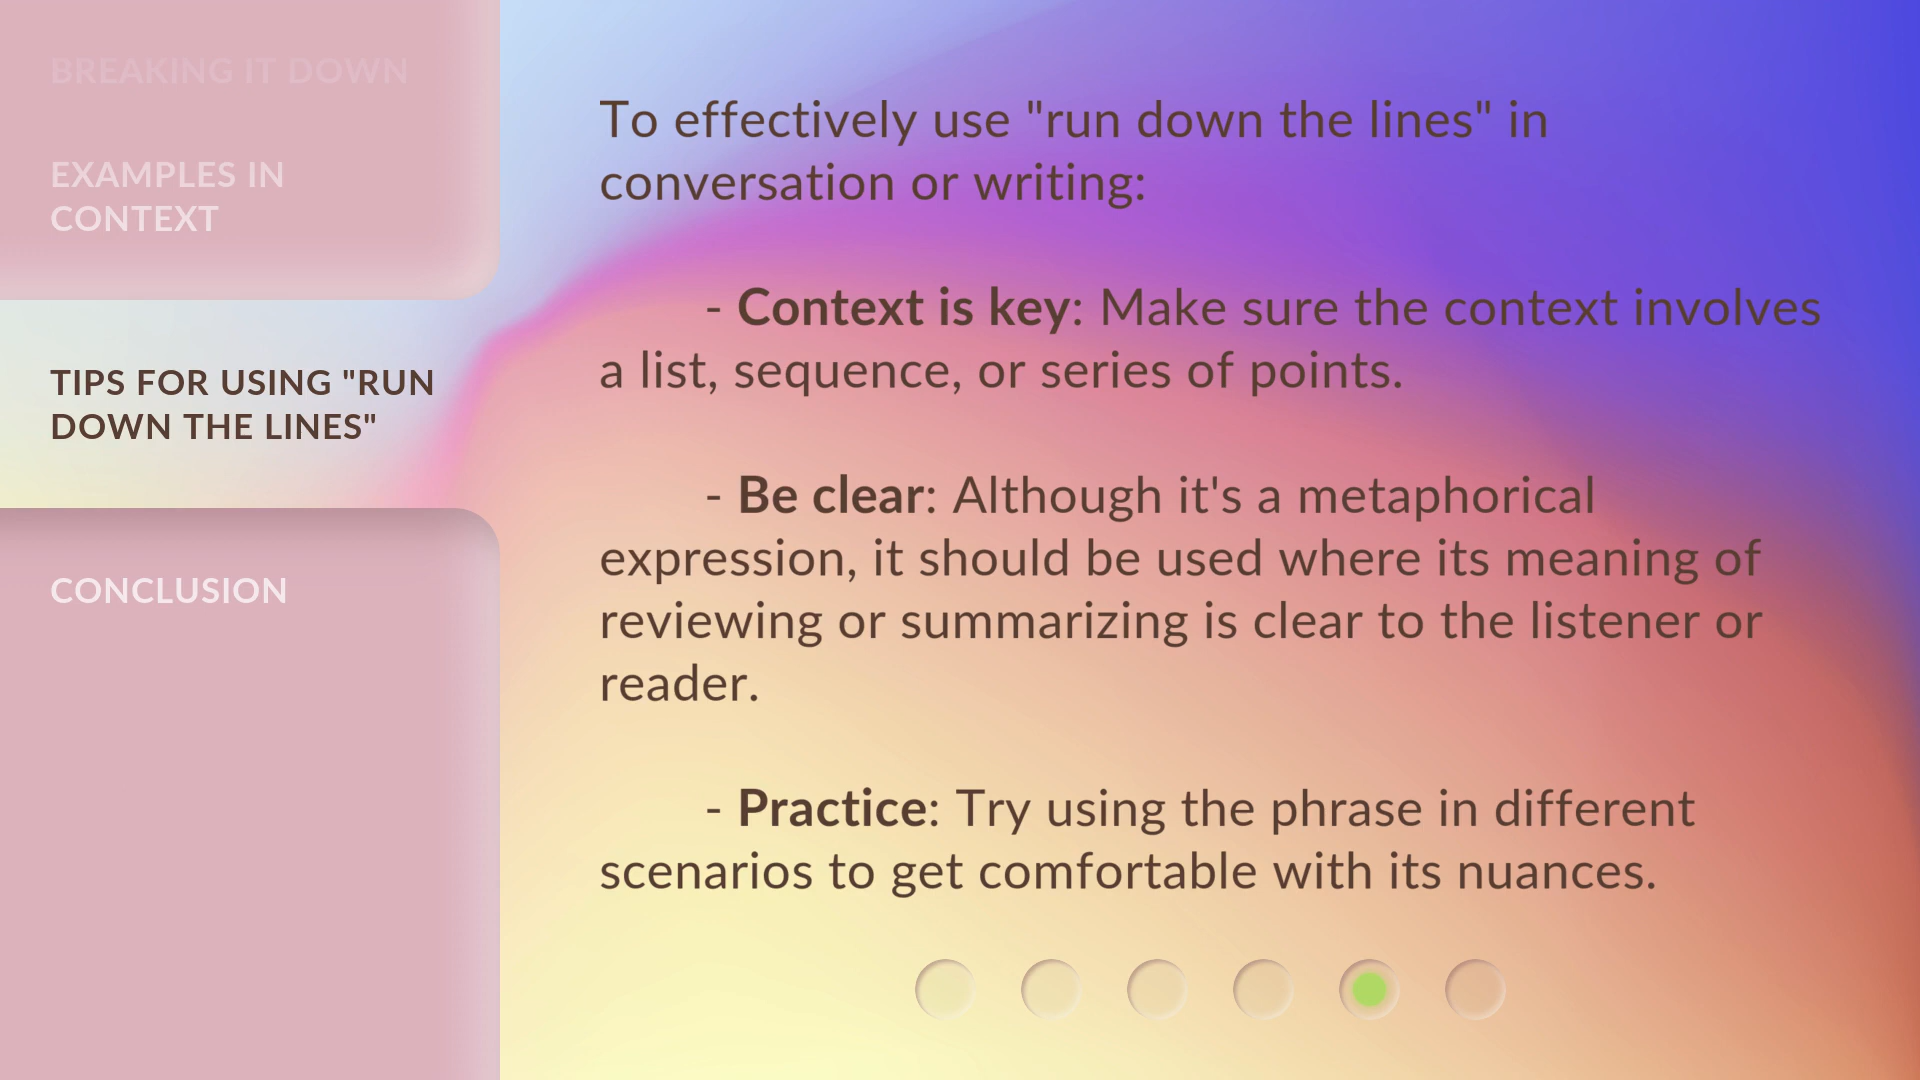 BREAKING IT DOWN
EXAMPLES IN
CONTEXT
TIPS FOR USING "RUN
DOWN THE LINES"
CONCLUSION
To effectively use "run down the lines" in
conversation or writing:
- Context is key: Make sure the context involves
a list, sequence, or series of points.
- Be clear: Although it's a metaphorical
expression, it should be used where its meaning of
reviewing or summarizing is clear to the listener or
reader.
- Practice: Try using the phrase in different
scenarios to get comfortable with its nuances.